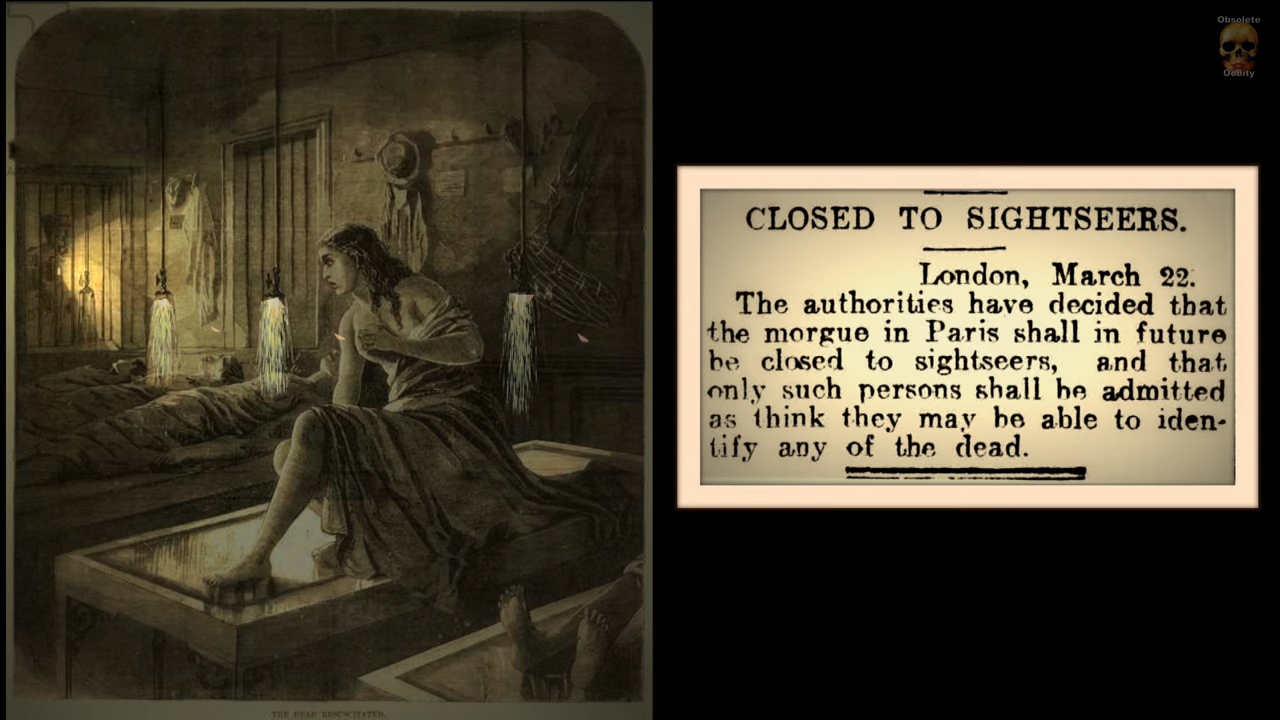 Obsolete
Oddity
CLOSED TO SIGHTSEERS.
London, March 22.
The authorities have decided that
the morgue in Paris shall in future
be closed to sightseers, and that
only such persons shall be admitted
as think they may be able to iden-
tify any of the dead.
THE DEAD RESUSCITATED.